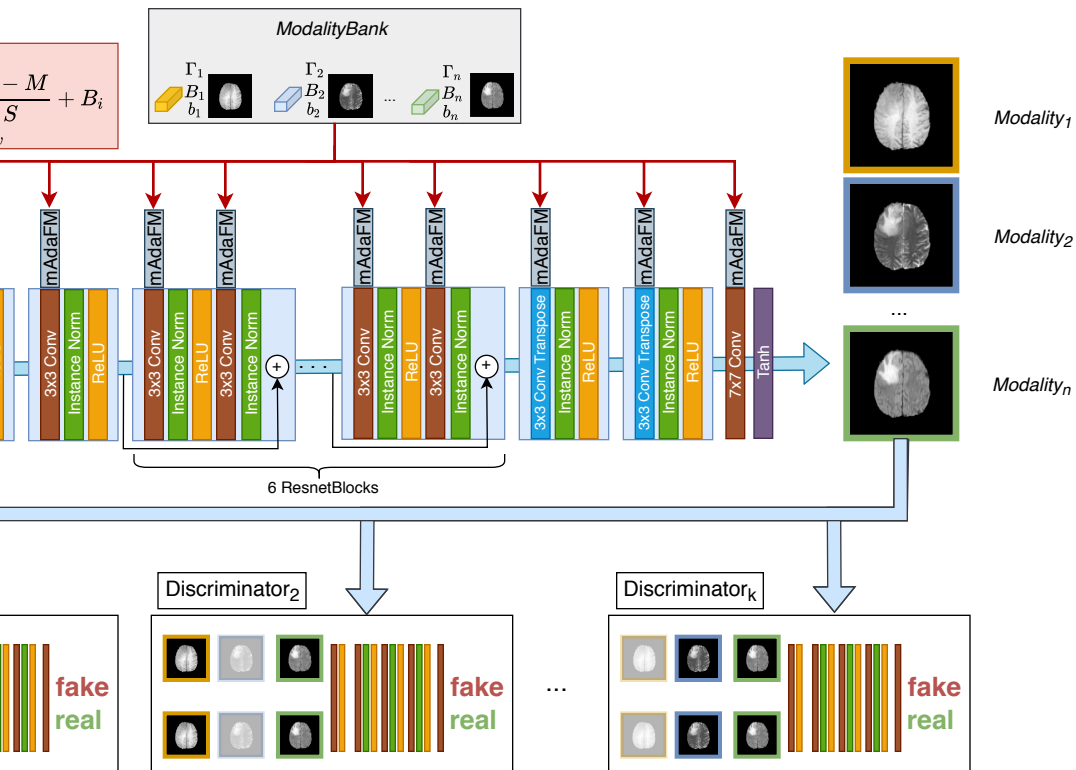 ModalityBank
Γ1 Γ2 Γn
B1 B2 ... Bn
b1 b2 bn
− M
S
+ Bi
Modality1
Modality2
...
Modalityn
mAdaFM mAdaFM mAdaFM mAdaFM mAdaFM mAdaFM mAdaFM mAdaFM
3x3 Conv Instance Norm ReLU
3x3 Conv Instance Norm ReLU 3x3 Conv Instance Norm +
. . . .
3x3 Conv Instance Norm ReLU 3x3 Conv Instance Norm +
3x3 Conv Transpose Instance Norm ReLU
3x3 Conv Transpose Instance Norm ReLU
7x7 Conv Tanh
6 ResnetBlocks
Discriminator2
Discriminatork
fake
real
fake
real
...
fake
real